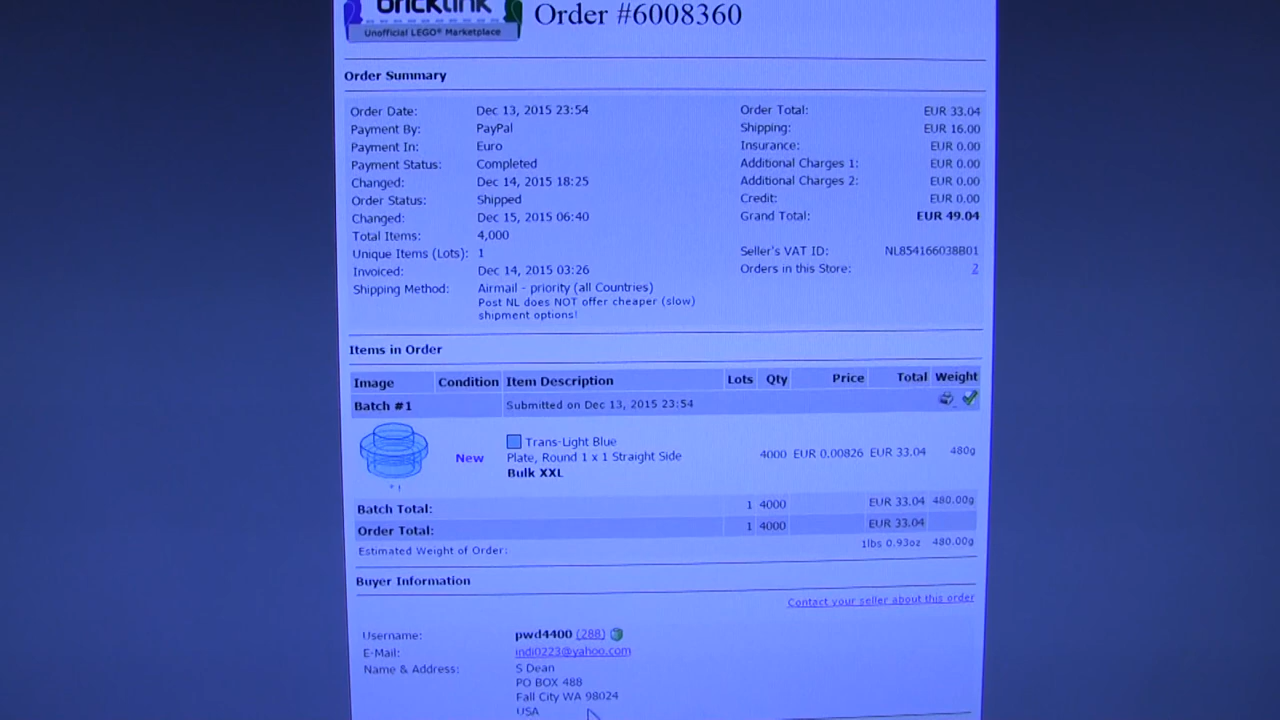 bricklink
Unofficial LEGO® Marketplace
Order #6008360
Order Summary
Order Date: Dec 13, 2015 23:54 Order Total: EUR 33.04
Payment By: PayPal Shipping: EUR 16.00
Payment In: Euro Insurance: EUR 0.00
Payment Status: Completed Additional Charges 1: EUR 0.00
Changed: Dec 14, 2015 18:25 Additional Charges 2: EUR 0.00
Order Status: Shipped Credit: EUR 0.00
Changed: Dec 15, 2015 06:40 Grand Total: EUR 49.04
Total Items: 4,000
Unique Items (Lots): 1 Seller's VAT ID: NL854166038B01
Invoiced: Dec 14, 2015 03:26 Orders in this Store: 2
Shipping Method: Airmail - priority (all Countries)
Post NL does NOT offer cheaper (slow)
shipment options!
Items in Order
Image Condition Item Description Lots Qty Price Total Weight
Batch #1 Submitted on Dec 13, 2015 23:54
Trans-Light Blue
New Plate, Round 1 x 1 Straight Side 4000 EUR 0.00826 EUR 33.04 480g
Bulk XXL
* !
Batch Total: 1 4000 EUR 33.04 480.00g
Order Total: 1 4000 EUR 33.04
Estimated Weight of Order: 1lbs 0.93oz 480.00g
Buyer Information
Contact your seller about this order
Username: pwd4400 (288)
E-Mail: indi0223@yahoo.com
Name & Address: S Dean
PO BOX 488
Fall City WA 98024
USA